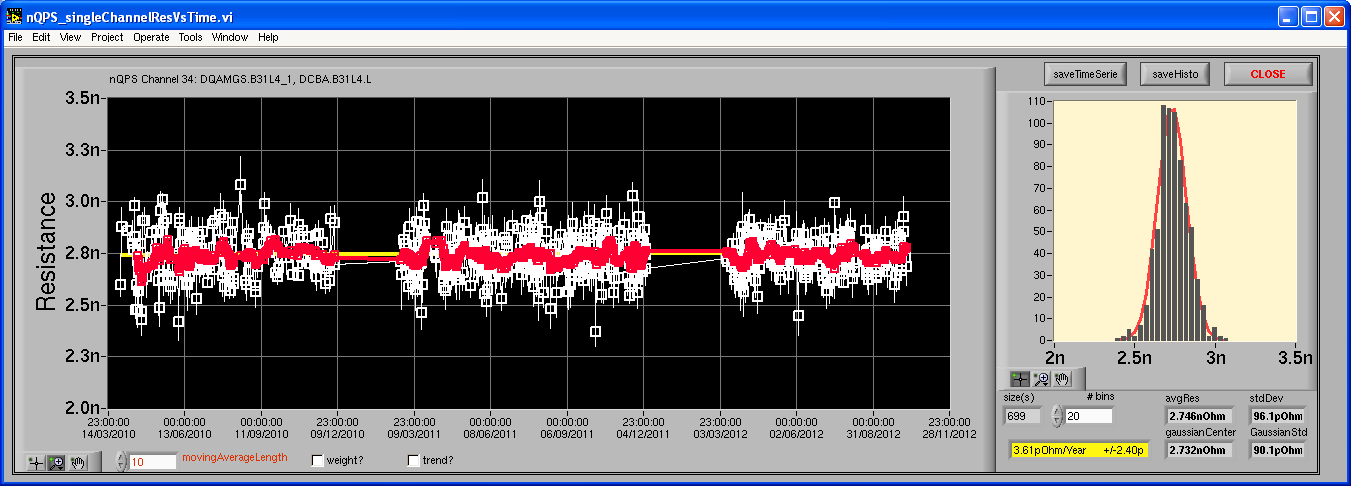 nQPS_singleChannelResVsTime.vi
File Edit View Project Operate Tools Window Help
nQPS Channel 34: DQAMGS.B31L4_1, DCBA.B31L4.L
saveTimeSerie saveHisto CLOSE
Resistance
3.5n
3.3n
3.0n
2.8n
2.5n
2.3n
2.0n
23:00:00 00:00:00 00:00:00 23:00:00 23:00:00 00:00:00 00:00:00 23:00:00 23:00:00 00:00:00 00:00:00 23:00:00
14/03/2010 13/06/2010 11/09/2010 09/12/2010 09/03/2011 08/06/2011 06/09/2011 04/12/2011 03/03/2012 02/06/2012 31/08/2012 28/11/2012
10 movingAverageLength weight? trend?
110
100
90
80
70
60
50
40
30
20
10
0
2n 2.5n 3n 3.5n
size(s) # bins avgRes stdDev
699 20 2.746nOhm 96.1pOhm
gaussianCenter GaussianStd
3.61pOhm/Year +/-2.40p 2.732nOhm 90.1pOhm